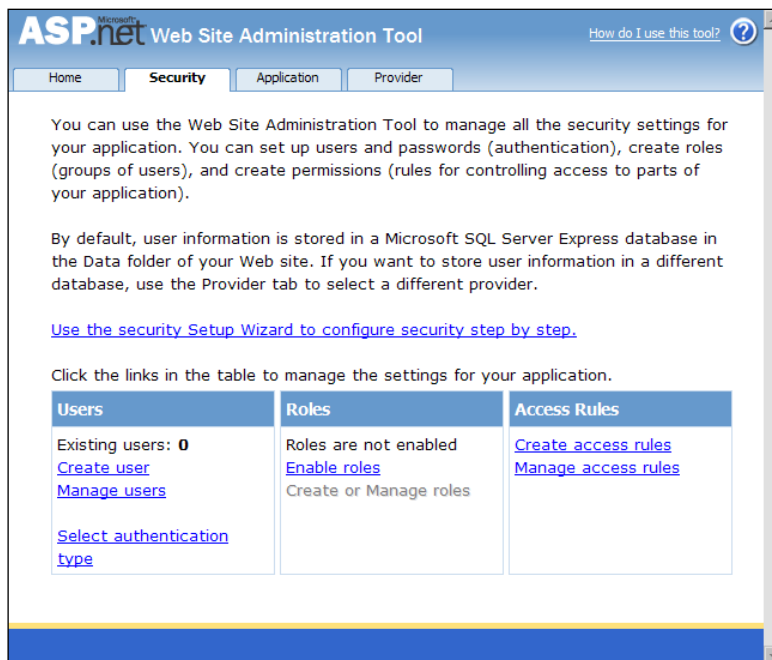 Microsoft®
ASP.net Web Site Administration Tool
How do I use this tool? ?
Home Security Application Provider
You can use the Web Site Administration Tool to manage all the security settings for
your application. You can set up users and passwords (authentication), create roles
(groups of users), and create permissions (rules for controlling access to parts of
your application).
By default, user information is stored in a Microsoft SQL Server Express database in
the Data folder of your Web site. If you want to store user information in a different
database, use the Provider tab to select a different provider.
Use the security Setup Wizard to configure security step by step.
Click the links in the table to manage the settings for your application.
Users
Existing users: 0
Create user
Manage users
Select authentication
type
Roles
Roles are not enabled
Enable roles
Create or Manage roles
Access Rules
Create access rules
Manage access rules